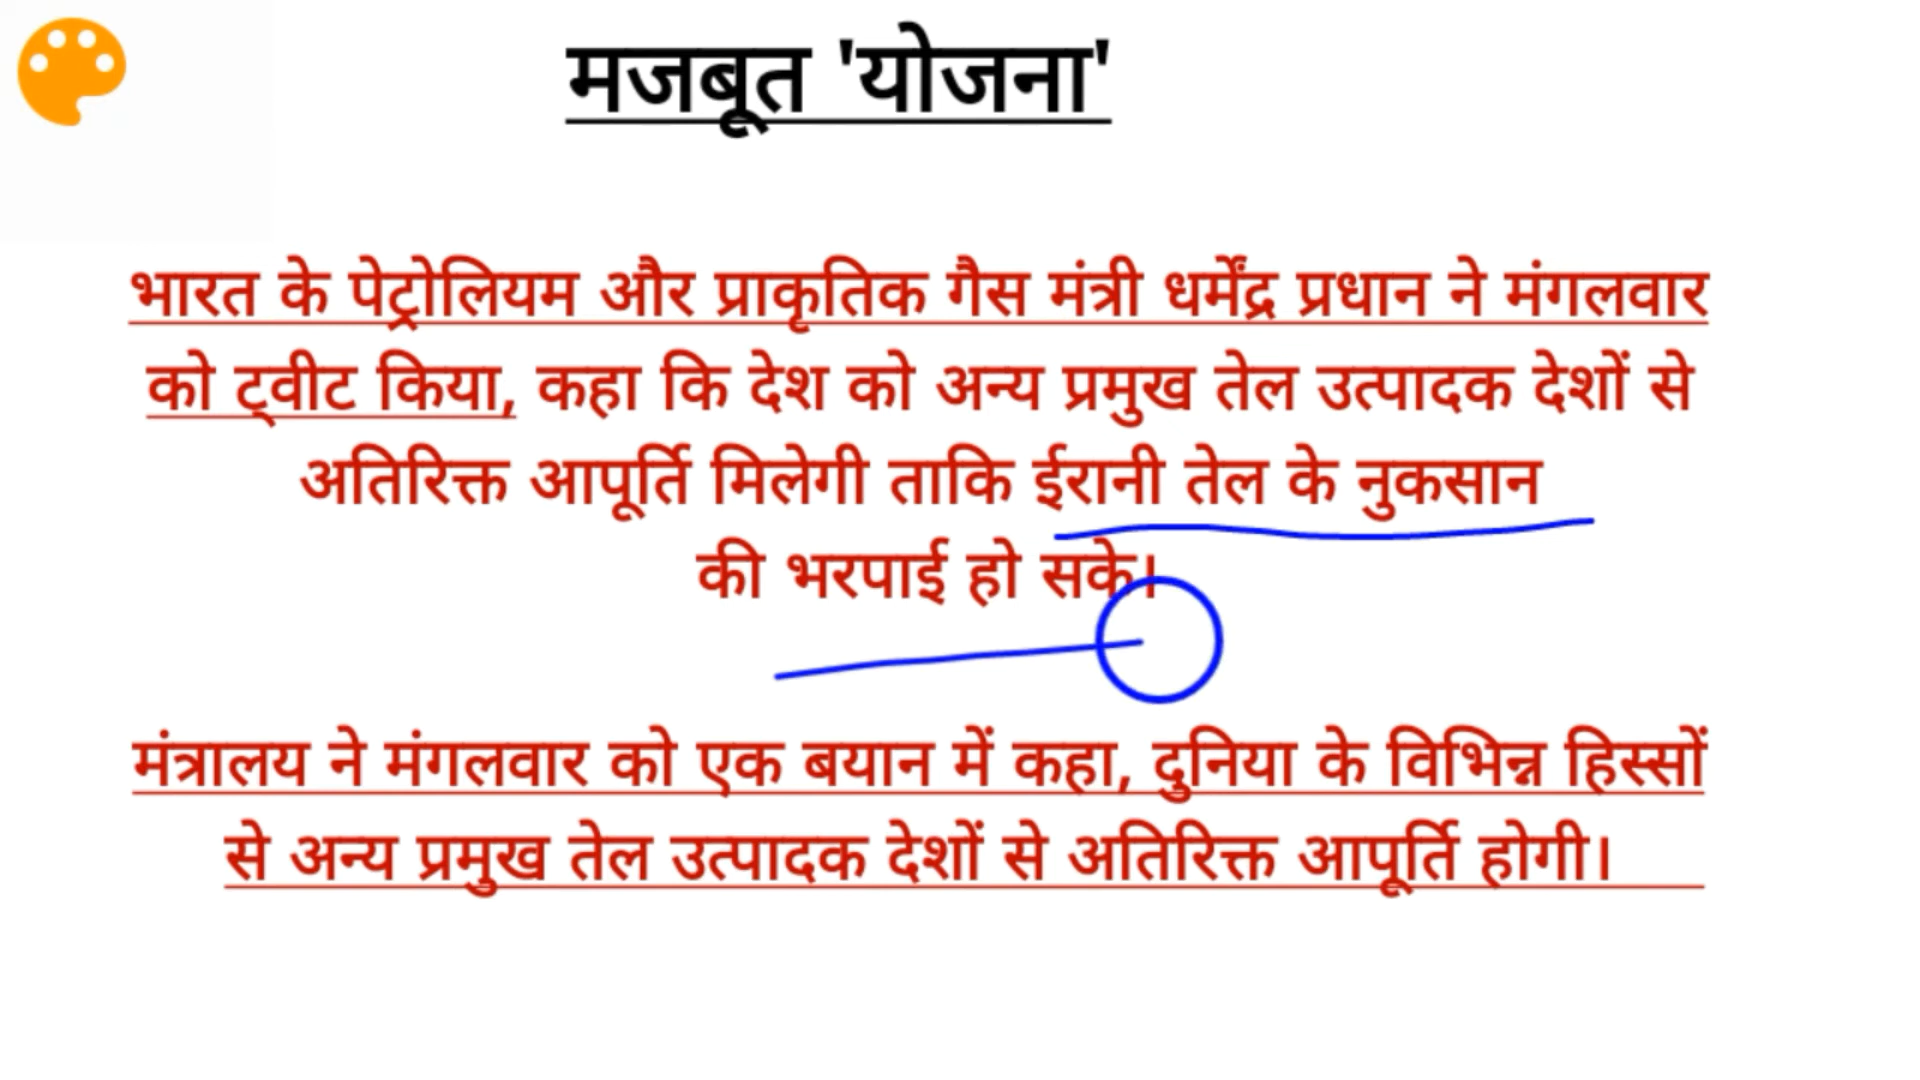 मजबूत 'योजना'
भारत के पेट्रोलियम और प्राकृतिक गैस मंत्री धर्मेंद्र प्रधान ने मंगलवार
को ट्वीट किया, कहा कि देश को अन्य प्रमुख तेल उत्पादक देशों से
अतिरिक्त आपूर्ति मिलेगी ताकि ईरानी तेल के नुकसान
की भरपाई हो सके।
मंत्रालय ने मंगलवार को एक बयान में कहा, दुनिया के विभिन्न हिस्सों
से अन्य प्रमुख तेल उत्पादक देशों से अतिरिक्त आपूर्ति होगी।